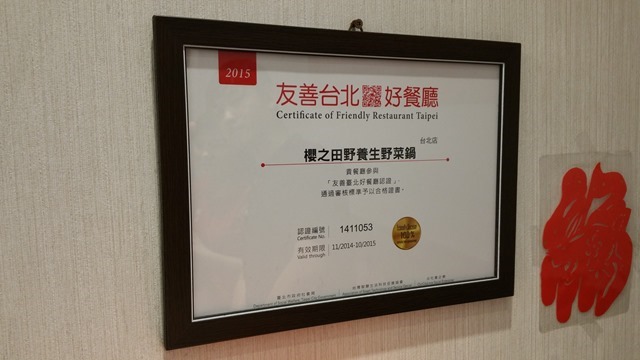 2015
友善台北好餐廳
Certificate of Friendly Restaurant Taipei
台北店
櫻之田野養生野菜鍋
貴餐廳參與
「友善臺北好餐廳認證」，
通過審核標準予以合格證書。
認證編號 1411053
Certificate No.
有效期限 11/2014-10/2015
Valid through